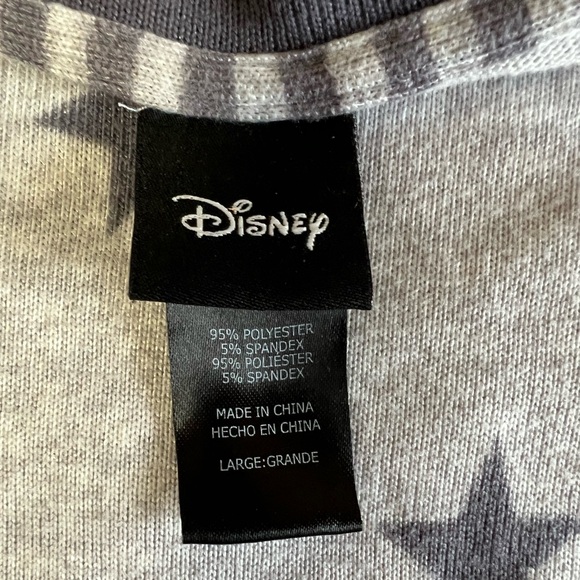 Disney
95% POLYESTER
5% SPANDEX
95% POLIESTER
5% SPANDEX
MADE IN CHINA
HECHO EN CHINA
LARGE:GRANDE